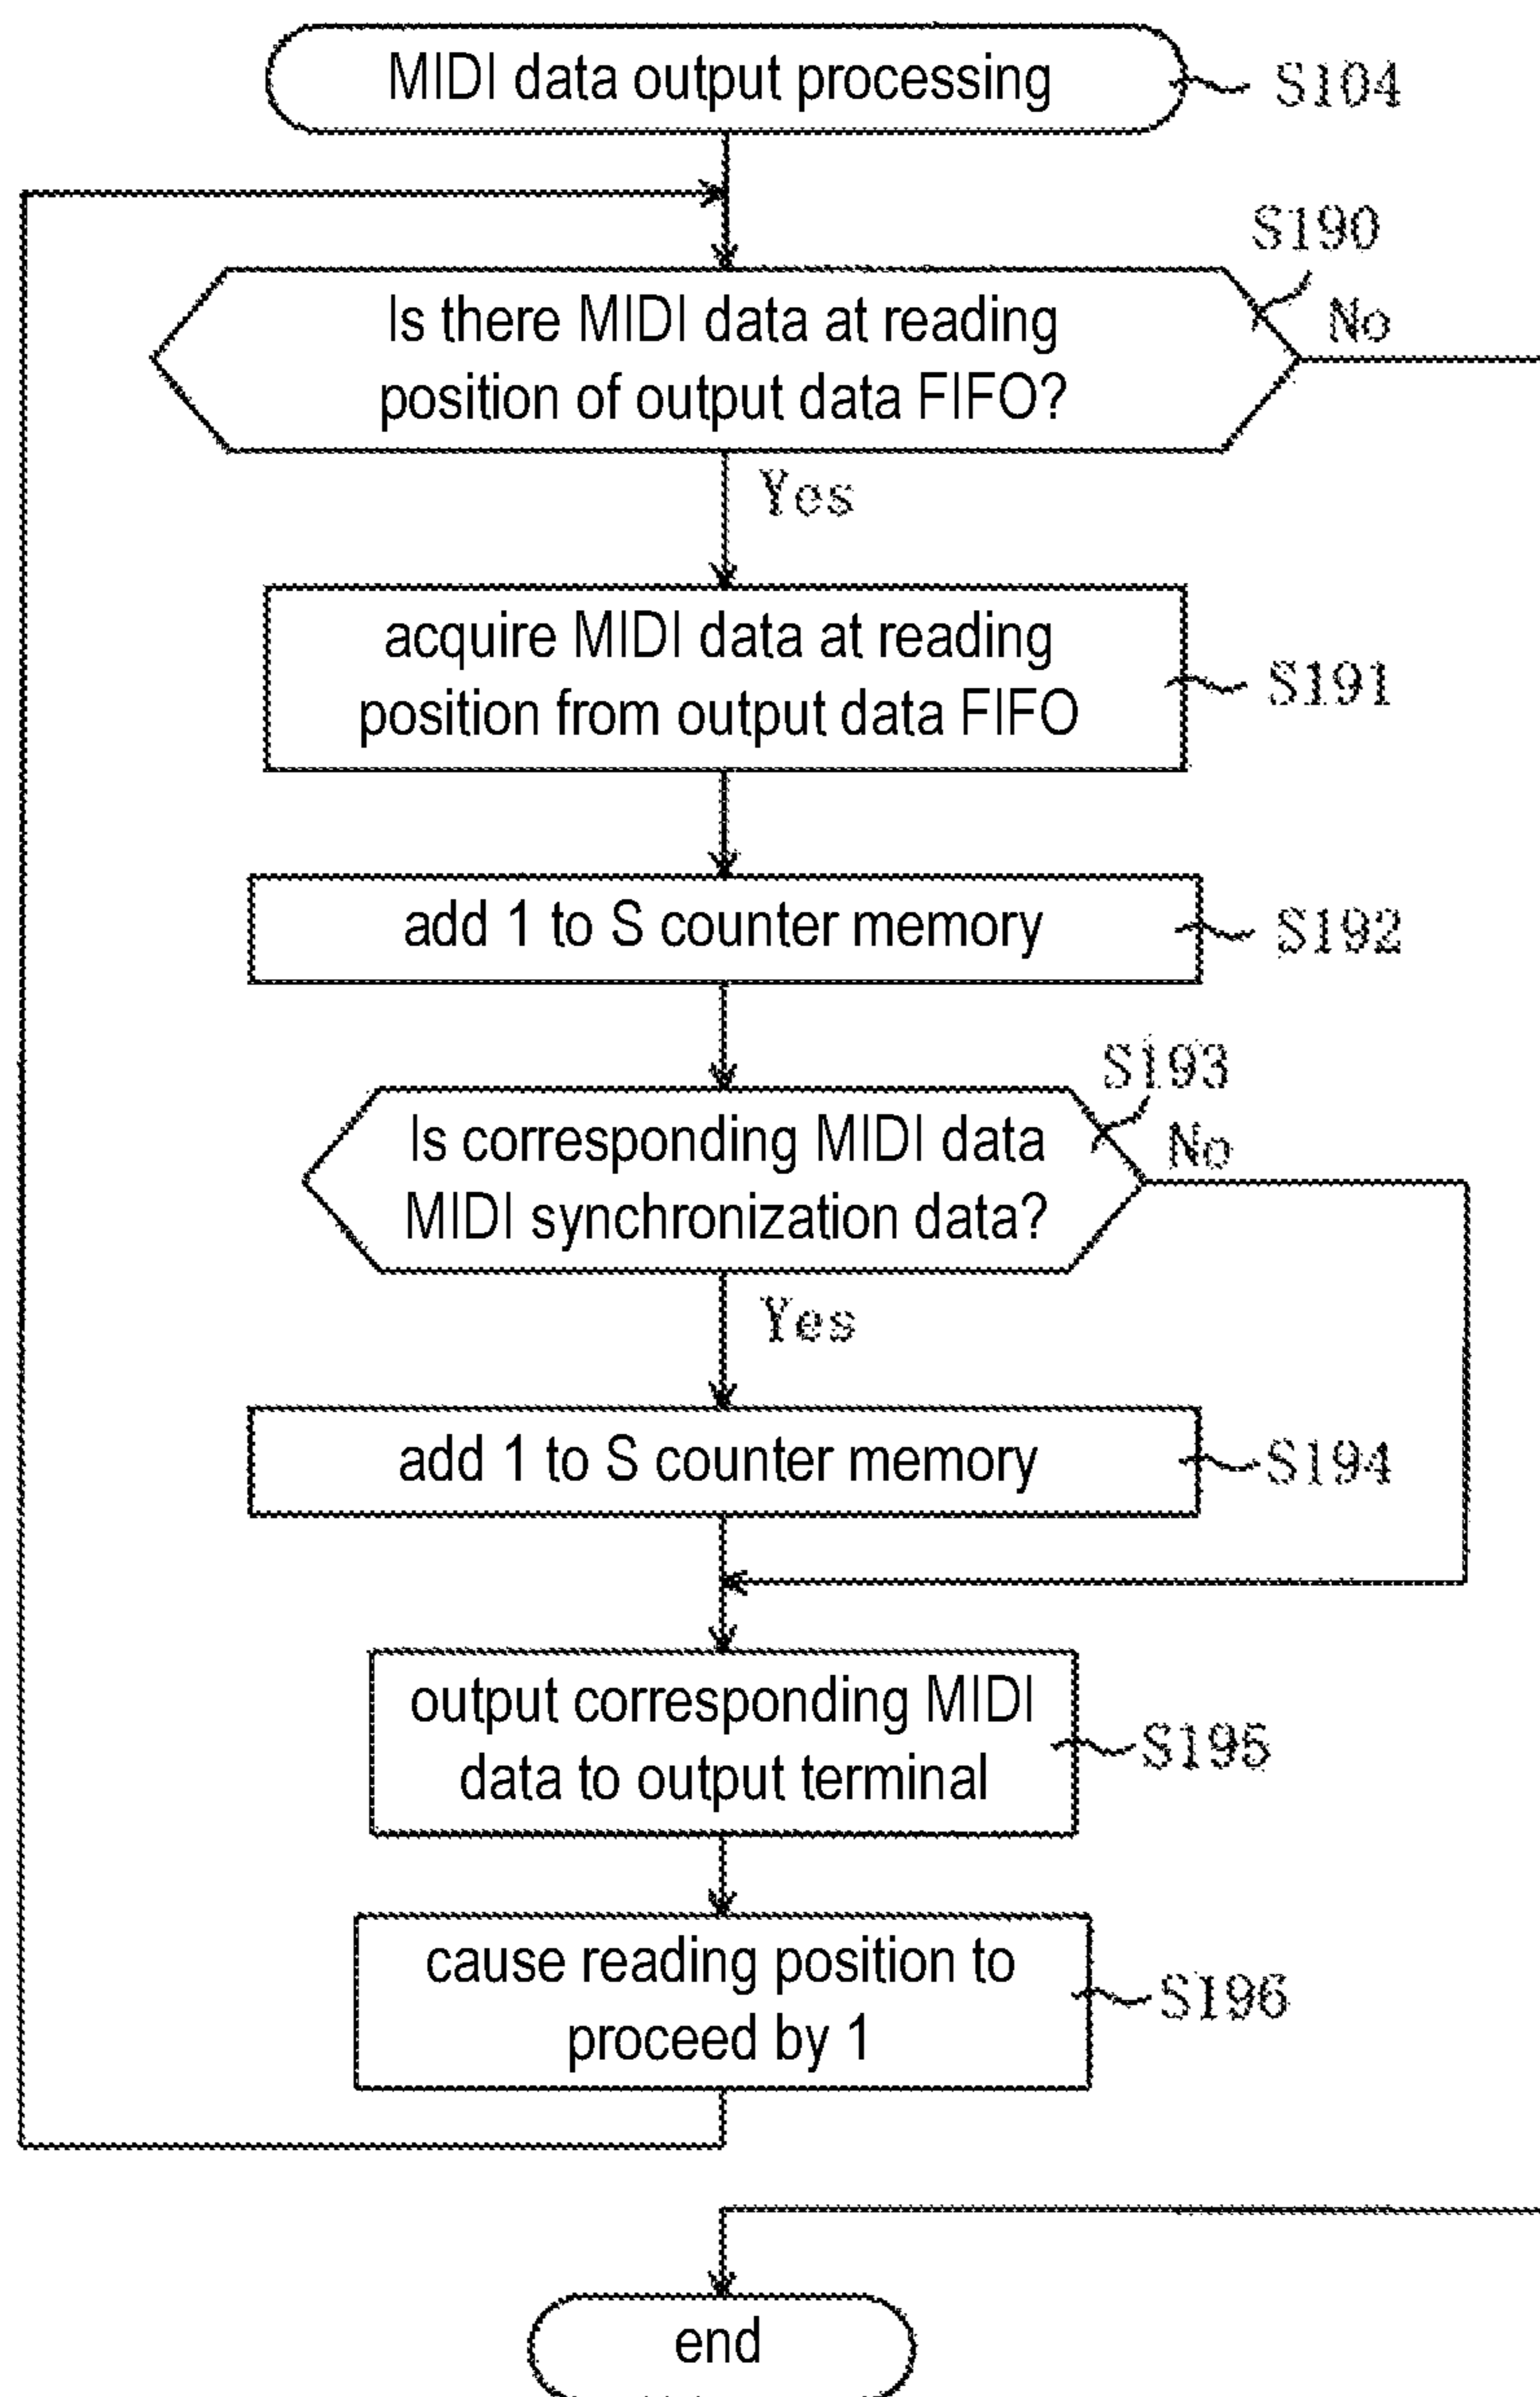 MIDI data output processing
S104
S190
Is there MIDI data at reading
position of output data FIFO?
No
Yes
acquire MIDI data at reading
position from output data FIFO
S191
add 1 to S counter memory
S192
S193
Is corresponding MIDI data
MIDI synchronization data?
No
Yes
add 1 to S counter memory
S194
output corresponding MIDI
data to output terminal
S195
cause reading position to
proceed by 1
S196
end